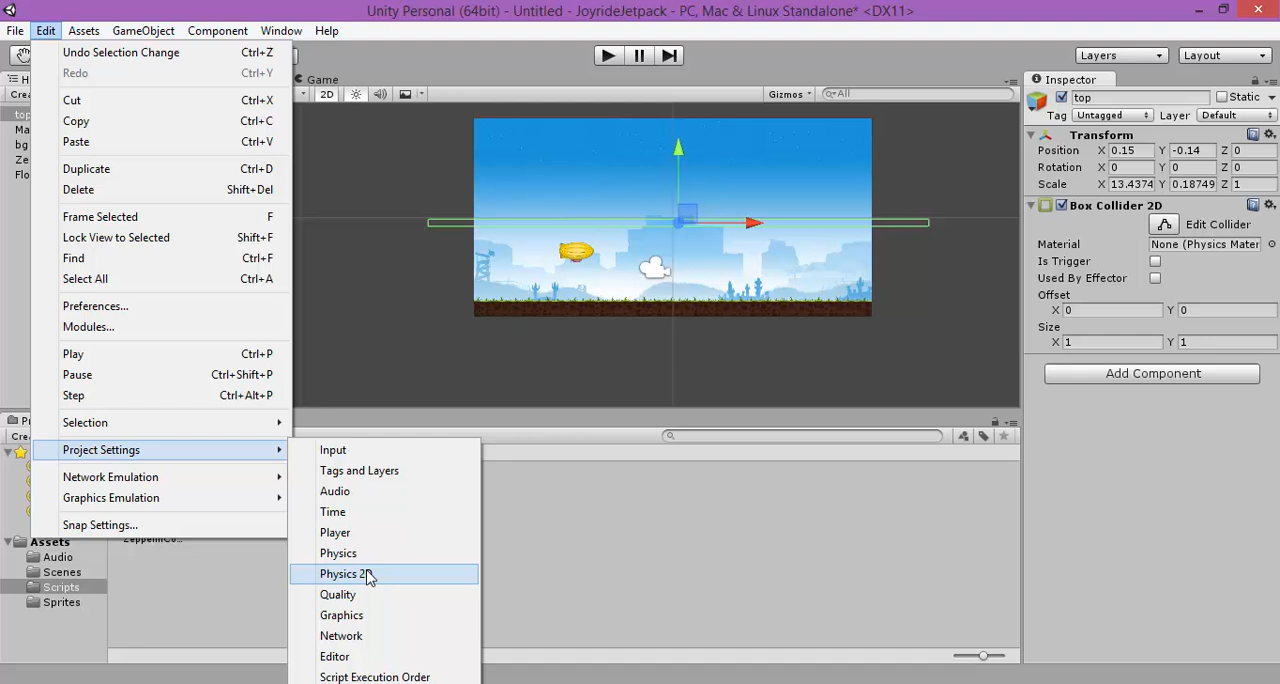 Unity Personal (64bit) - Untitled - JoyrideJetpack - PC, Mac & Linux Standalone* <DX11>
File Edit Assets GameObject Component Window Help
Layers Layout
Undo Selection Change Ctrl+Z
Redo Ctrl+Y
Cut Ctrl+X
Copy Ctrl+C
Paste Ctrl+V
Duplicate Ctrl+D
Delete Shift+Del
Frame Selected F
Lock View to Selected Shift+F
Find Ctrl+F
Select All Ctrl+A
Preferences...
Modules...
Play Ctrl+P
Pause Ctrl+Shift+P
Step Ctrl+Alt+P
Selection
Project Settings
Network Emulation
Graphics Emulation
Snap Settings...
Input
Tags and Layers
Audio
Time
Player
Physics
Physics 2D
Quality
Graphics
Network
Editor
Script Execution Order
H
Cre
top
Ma
bg
Ze
Flo
Game
2D Gizmos All
Inspector
top Static
Tag Untagged Layer Default
Transform
Position X 0.15 Y -0.14 Z 0
Rotation X 0 Y 0 Z 0
Scale X 13.4374 Y 0.18749 Z 1
Box Collider 2D
Edit Collider
Material None (Physics Mater
Is Trigger
Used By Effector
Offset
X 0 Y 0
Size
X 1 Y 1
Add Component
Cre
Assets
Audio
Scenes
Scripts
Sprites